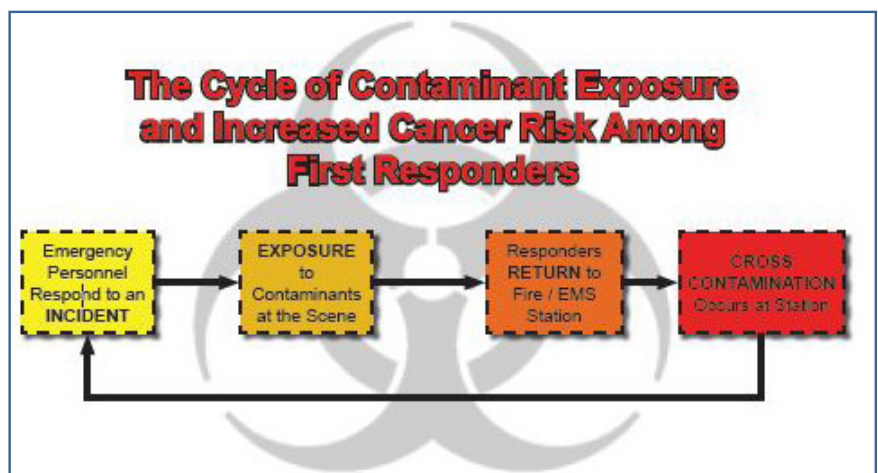 The Cycle of Contaminant Exposure
and Increased Cancer Risk Among
First Responders
Emergency
Personnel
Respond to an
INCIDENT
EXPOSURE
to
Contaminants
at the Scene
Responders
RETURN to
Fire / EMS
Station
CROSS
CONTAMINATION
Occurs at Station